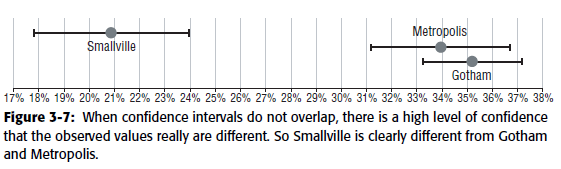 Metropolis
Smallville
Gotham
17% 18% 19% 20% 21% 22% 23% 24% 25% 26% 27% 28% 29% 30% 31% 32% 33% 34% 35% 36% 37% 38%
Figure 3-7: When confidence intervals do not overlap, there is a high level of confidence
that the observed values really are different. So Smallville is clearly different from Gotham
and Metropolis.